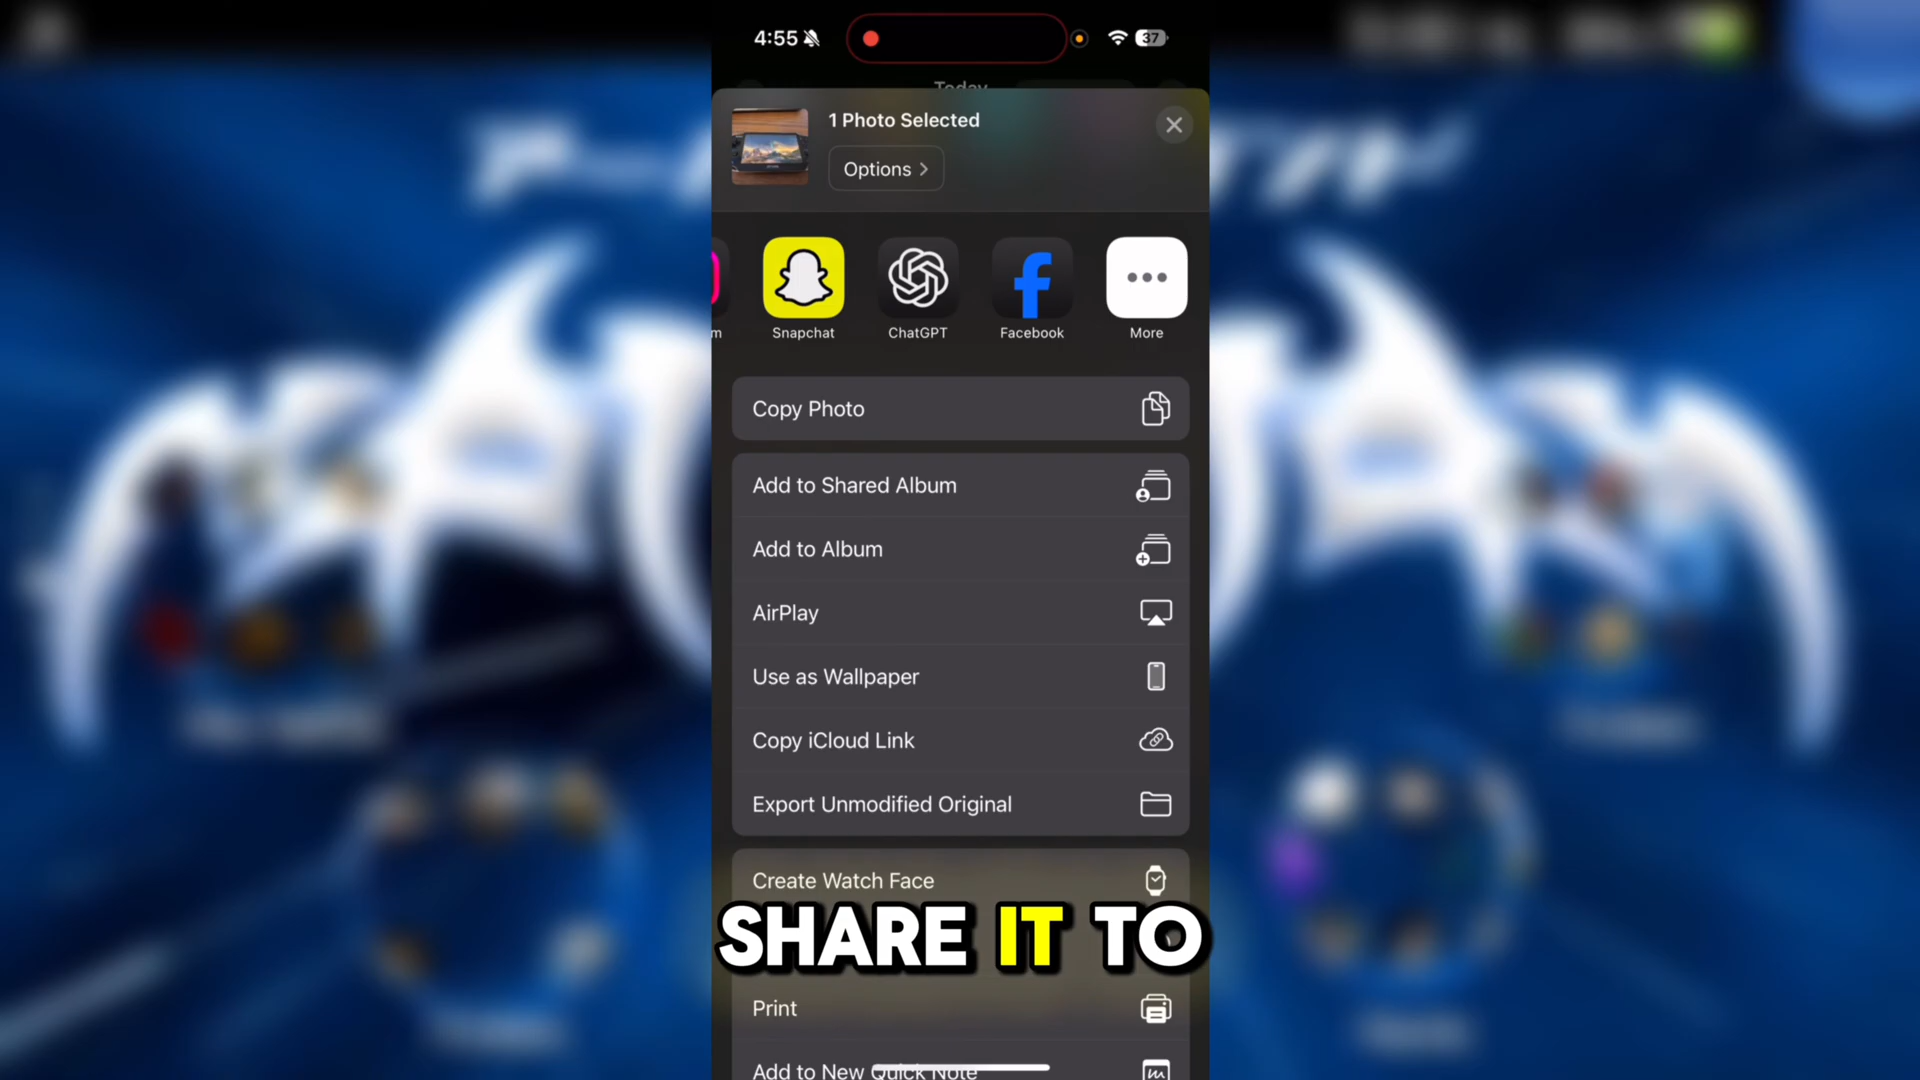 4:55
37
Today
1 Photo Selected
Options
m
Snapchat
ChatGPT
Facebook
More
Copy Photo
Add to Shared Album
Add to Album
AirPlay
Use as Wallpaper
Copy iCloud Link
Export Unmodified Original
Create Watch Face
SHARE IT TO
Print
Add to New Quick Note